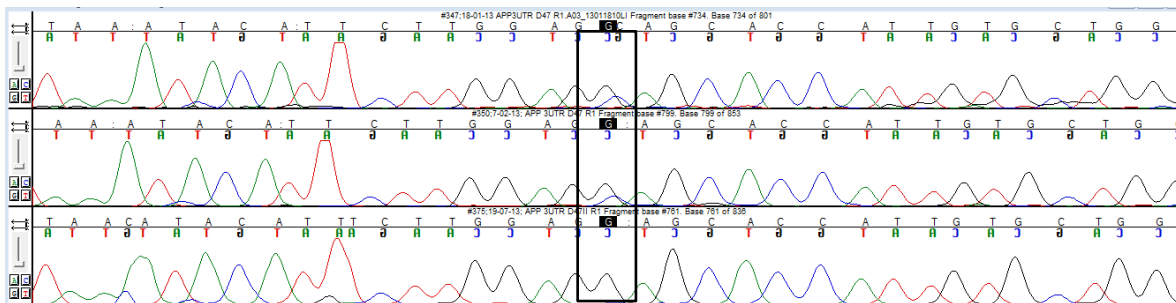 #347;18-01-13 APP3UTR D47 R1.A03_13011810LI Fragment base #734. Base 734 of 801
T A A : A T A C A : T T C T T G G A G G C A G C A C C A T T G T G C T G G
A T T T A T G T A A G A A C C T C C G T C G T G G T A A C A C G A C C
#350;7-02-13; APP 3UTR D47 R1 Fragment base #799. Base 799 of 853
A A : A T A C A : T T C T T G G A G G : A G C A C C A T T G T G C T G
T T T A T G T A A G A A C C T C C T C G T G G T A A C A C G A C
#375;19-07-13; APP 3UTR D47II R1 Fragment base #761. Base 761 of 836
T A A C A T A C A T T T C T T G G A G G : A G C A C C A T T G T G C T G G
A T T G T A T G T A A A G A A C C T C C T C G T G G T A A C A C G A C C
A C
G T
A C
G T
A C
G T